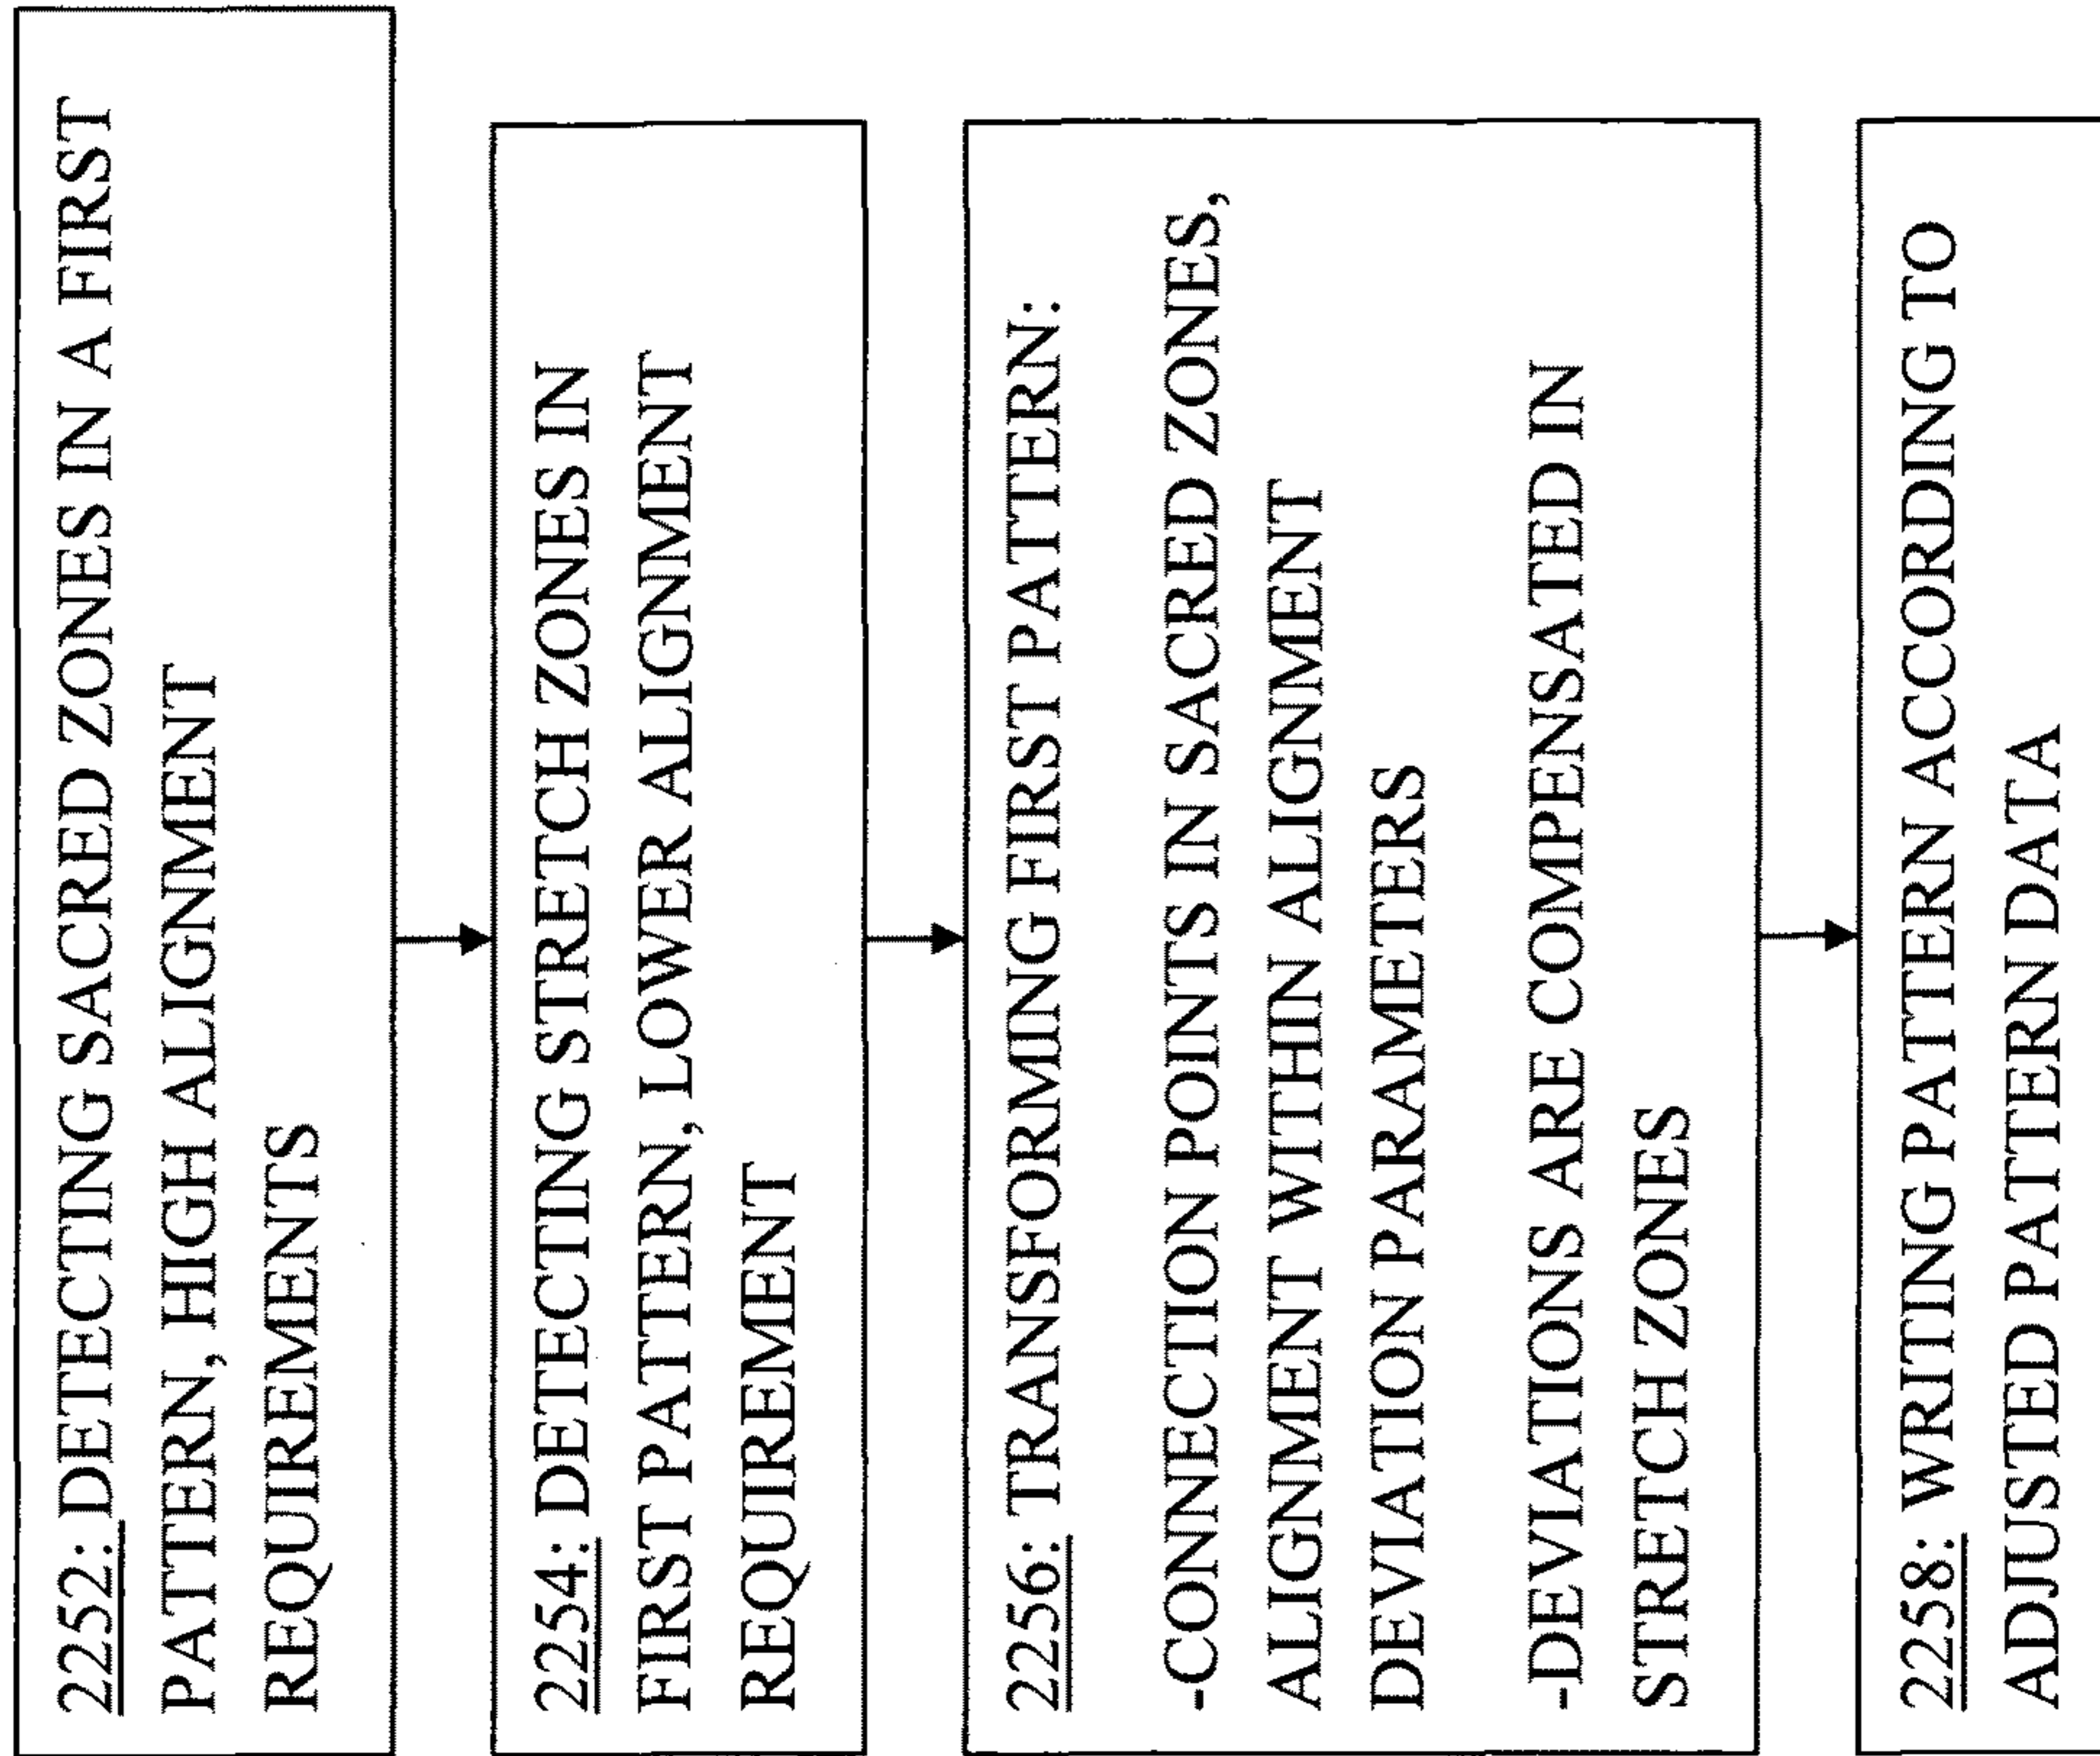 2252: DETECTING SACRED ZONES IN A FIRST
PATTERN, HIGH ALIGNMENT
REQUIREMENTS
2254: DETECTING STRETCH ZONES IN
FIRST PATTERN, LOWER ALIGNMENT
REQUIREMENT
2256: TRANSFORMING FIRST PATTERN:
-CONNECTION POINTS IN SACRED ZONES,
ALIGNMENT WITHIN ALIGNMENT
DEVIATION PARAMETERS
-DEVIATIONS ARE COMPENSATED IN
STRETCH ZONES
2258: WRITING PATTERN ACCORDING TO
ADJUSTED PATTERN DATA